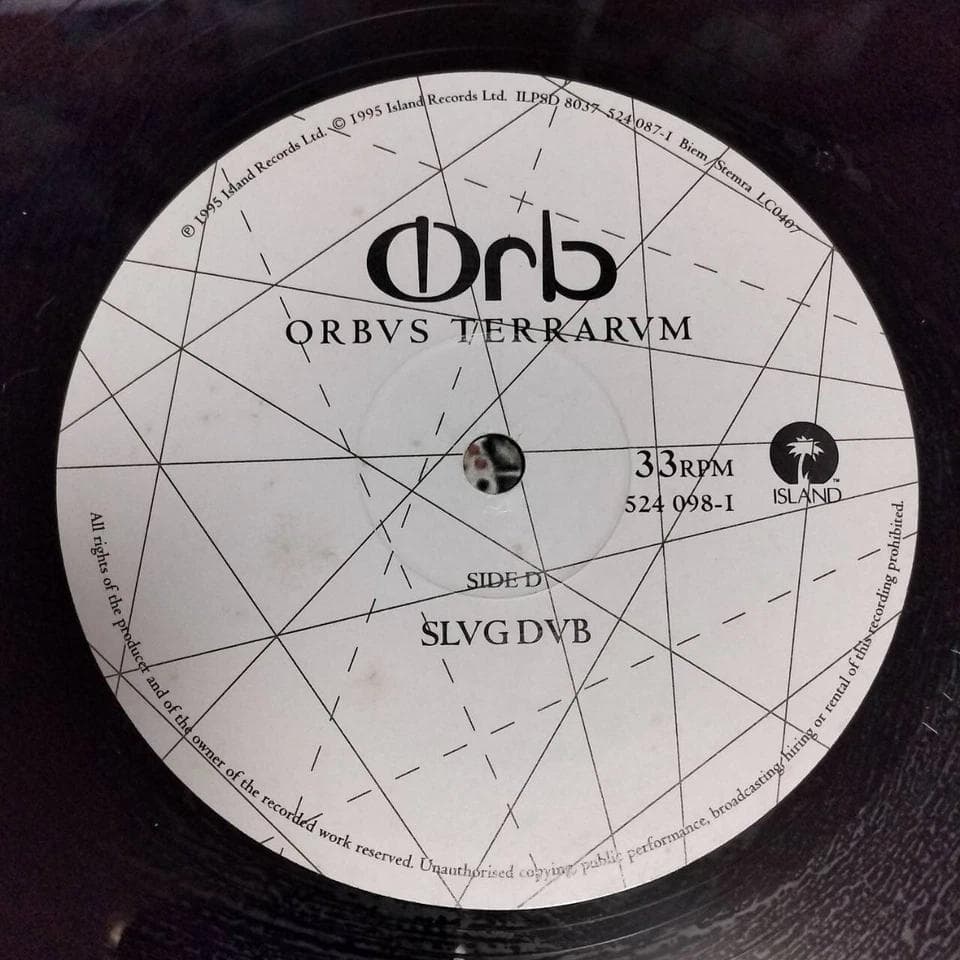 ℗ 1995 Island Records Ltd. © 1995 Island Records Ltd. ILPSD 8037 524 087-1 Biem/Stemra LC0407
Orb
ORBVS TERRARVM
33RPM
524 098-1
ISLAND™
SIDE D
SLVG DVB
All rights of the producer and of the owner of the recorded work reserved. Unauthorised copying, public performance, broadcasting, hiring or rental of this recording prohibited.